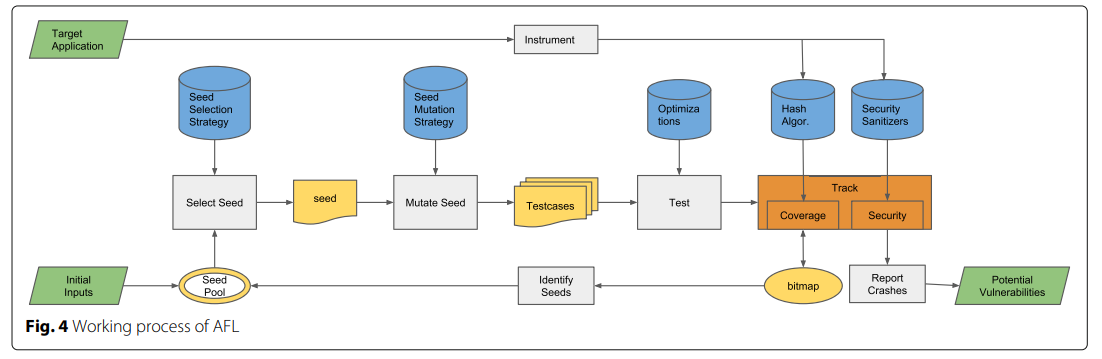 Target
Application
Instrument
Seed
Selection
Strategy
Seed
Mutation
Strategy
Optimiza
tions
Hash
Algor.
Security
Sanitizers
Select Seed
seed
Mutate Seed
Testcases
Test
Track
Coverage
Security
Initial
Inputs
Seed
Pool
Identify
Seeds
bitmap
Report
Crashes
Potential
Vulnerabilities
Fig. 4 Working process of AFL